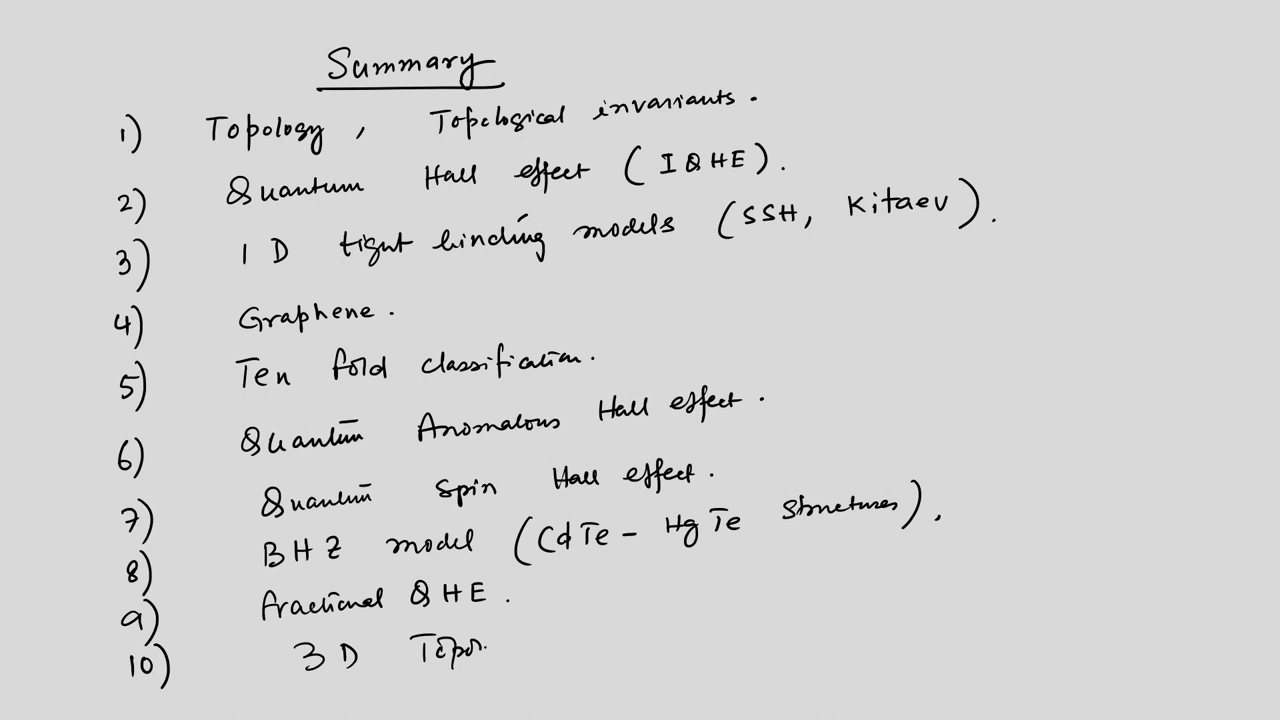 Summary
1) Topology, Topological invariants.
2) Quantum Hall effect (IQHE).
3) 1D tight binding models (SSH, Kitaev).
4) Graphene.
5) Ten fold classification.
6) Quantum Anomalous Hall effect.
7) Quantum Spin Hall effect.
8) BHZ model (CdTe - HgTe structures).
9) Fractional QHE.
10) 3D Topol.